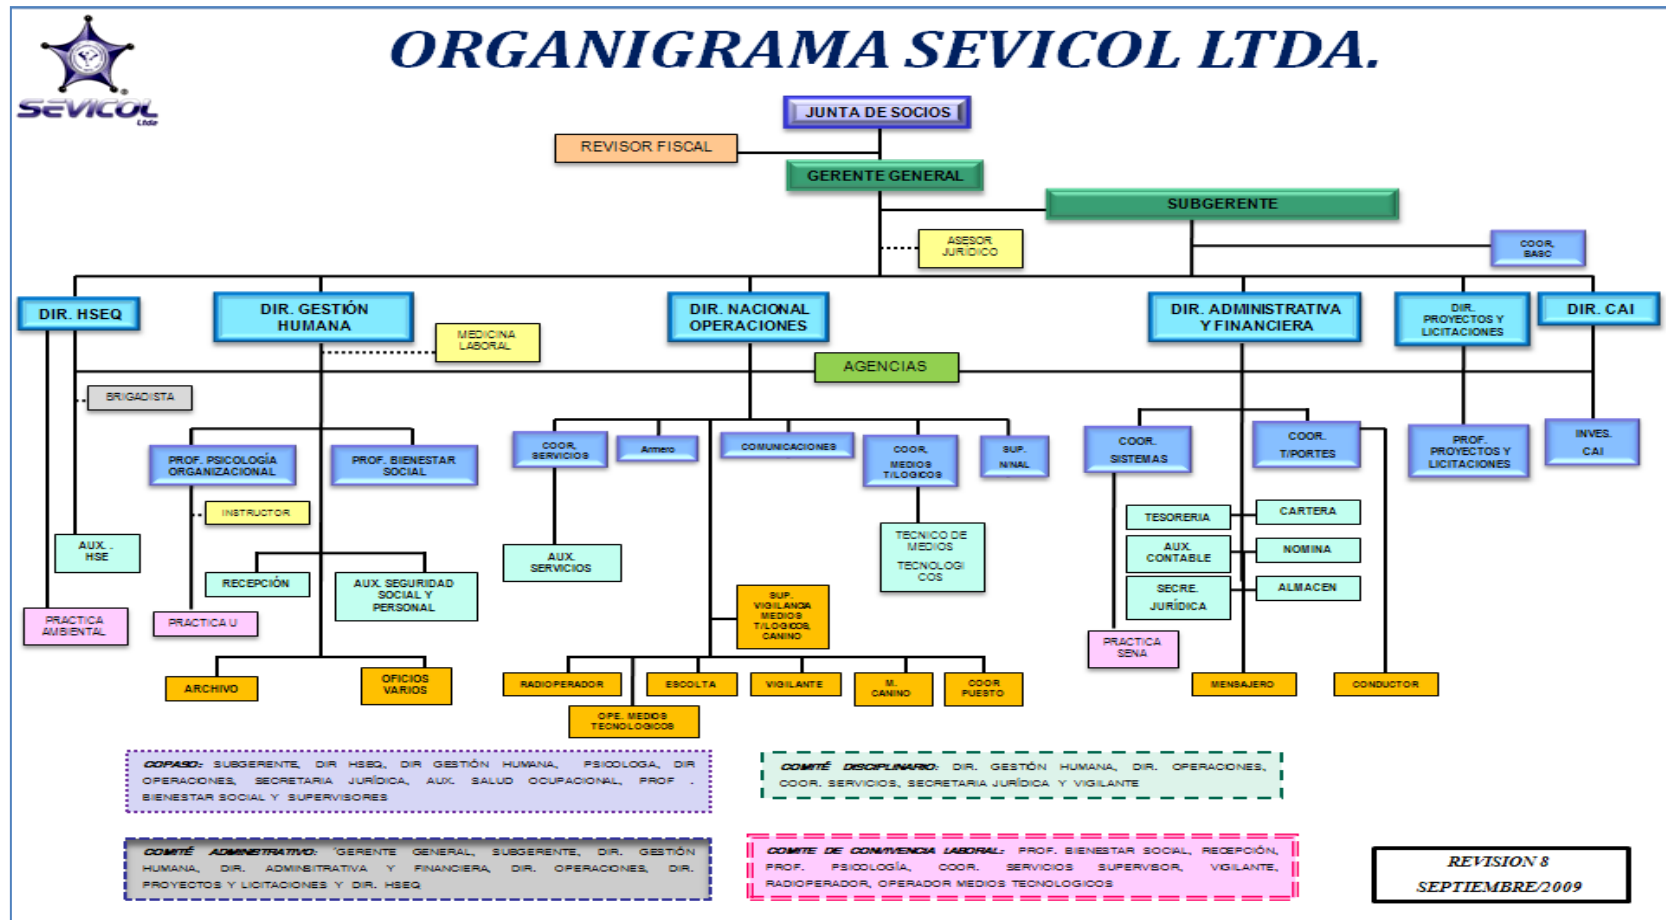 ORGANIGRAMA SEVICOL LTDA.
SEVICOL
Ltda
JUNTA DE SOCIOS
REVISOR FISCAL
GERENTE GENERAL
SUBGERENTE
ASESOR
JURÍDICO
COOR,
BASC
DIR. HSEQ
DIR. GESTIÓN
HUMANA
DIR. NACIONAL
OPERACIONES
DIR. ADMINISTRATIVA
Y FINANCIERA
DIR.
PROYECTOS Y
LICITACIONES
DIR. CAI
MEDICINA
LABORAL
AGENCIAS
BRIGADISTA
PROF. PSICOLOGÍA
ORGANIZACIONAL
PROF. BIENESTAR
SOCIAL
COOR,
SERVICIOS
Armero
COMUNICACIONES
COOR,
MEDIOS
T/LOGICOS
SUP.
N/NAL
COOR.
SISTEMAS
COOR.
T/PORTES
PROF.
PROYECTOS Y
LICITACIONES
INVES.
CAI
INSTRUCTOR
TESORERIA
CARTERA
AUX. .
HSE
AUX.
SERVICIOS
TECNICO DE
MEDIOS
TECNOLOGI
COS
AUX.
CONTABLE
NOMINA
RECEPCIÓN
AUX. SEGURIDAD
SOCIAL Y
PERSONAL
SECRE.
JURÍDICA
ALMACEN
SUP.
VIGILANCIA
MEDIOS
T/LOGICOS,
CANINO
PRACTICA
AMBIENTAL
PRACTICA U
PRACTICA
SENA
ARCHIVO
OFICIOS
VARIOS
RADIOPERADOR
ESCOLTA
VIGILANTE
M.
CANINO
COOR
PUESTO
MENSAJERO
CONDUCTOR
OPE. MEDIOS
TECNOLOGICOS
COPASO: SUBGERENTE, DIR HSEQ, DIR GESTIÓN HUMANA, PSICOLOGA, DIR
OPERACIONES, SECRETARIA JURÍDICA, AUX. SALUD OCUPACIONAL, PROF .
BIENESTAR SOCIAL Y SUPERVISORES
COMITÉ DISCIPLINARIO: DIR. GESTIÓN HUMANA, DIR. OPERACIONES,
COOR. SERVICIOS, SECRETARIA JURÍDICA Y VIGILANTE
COMITÉ ADMINISTRATIVO: ¨GERENTE GENERAL, SUBGERENTE, DIR. GESTIÓN
HUMANA, DIR. ADMINSITRATIVA Y FINANCIERA, DIR. OPERACIONES, DIR.
PROYECTOS Y LICITACIONES Y DIR. HSEQ
COMITE DE CONVIVENCIA LABORAL: PROF. BIENESTAR SOCIAL, RECEPCIÓN,
PROF. PSICOLOGÍA, COOR. SERVICIOS SUPERVISOR, VIGILANTE,
RADIOPERADOR, OPERADOR MEDIOS TECNOLOGICOS
REVISION 8
SEPTIEMBRE/2009